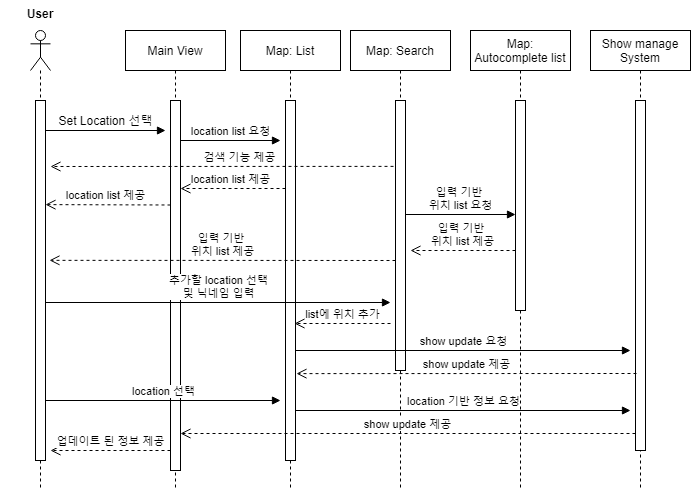 User
Main View
Map: List
Map: Search
Map:
Autocomplete list
Show manage
System
Set Location 선택
location list 요청
검색 기능 제공
location list 제공
location list 제공
입력 기반
위치 list 요청
입력 기반
위치 list 제공
입력 기반
위치 list 제공
추가할 location 선택
및 닉네임 입력
list에 위치 추가
show update 요청
show update 제공
location 선택
location 기반 정보 요청
show update 제공
업데이트 된 정보 제공